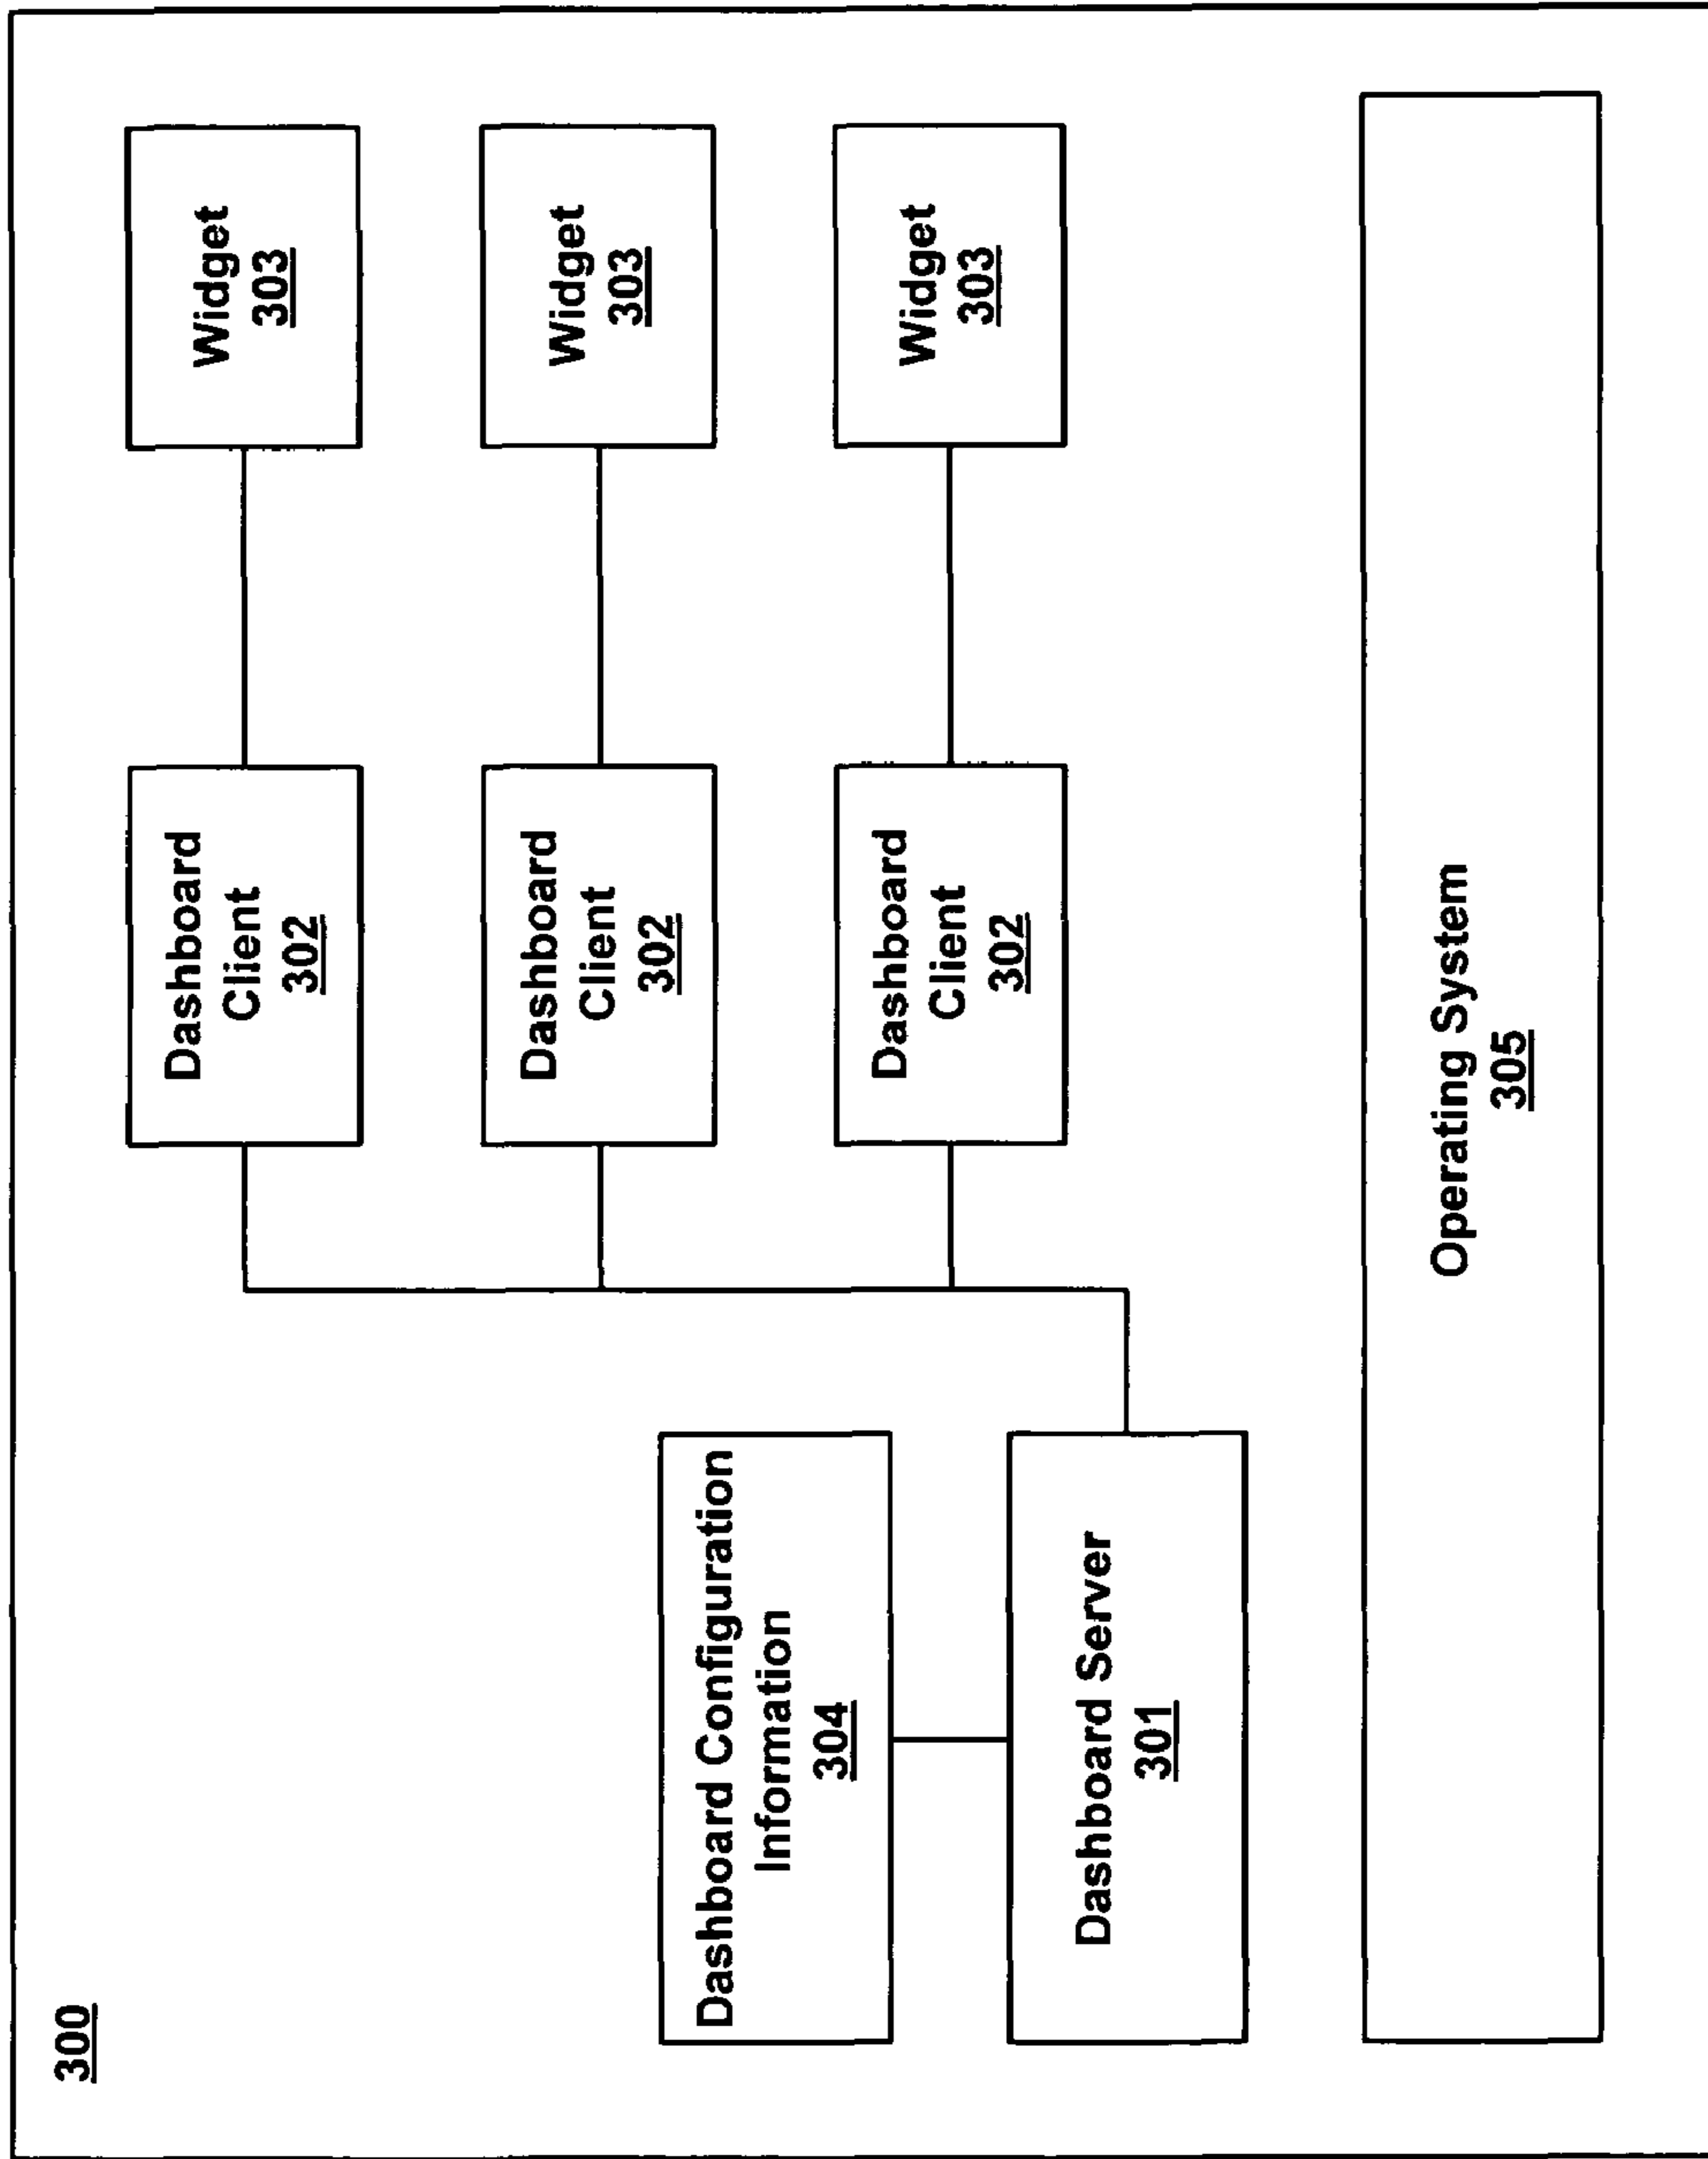 300
Dashboard
Client
302
Widget
303
Dashboard
Client
302
Widget
303
Dashboard Configuration
Information
304
Dashboard
Client
302
Widget
303
Dashboard Server
301
Operating System
305